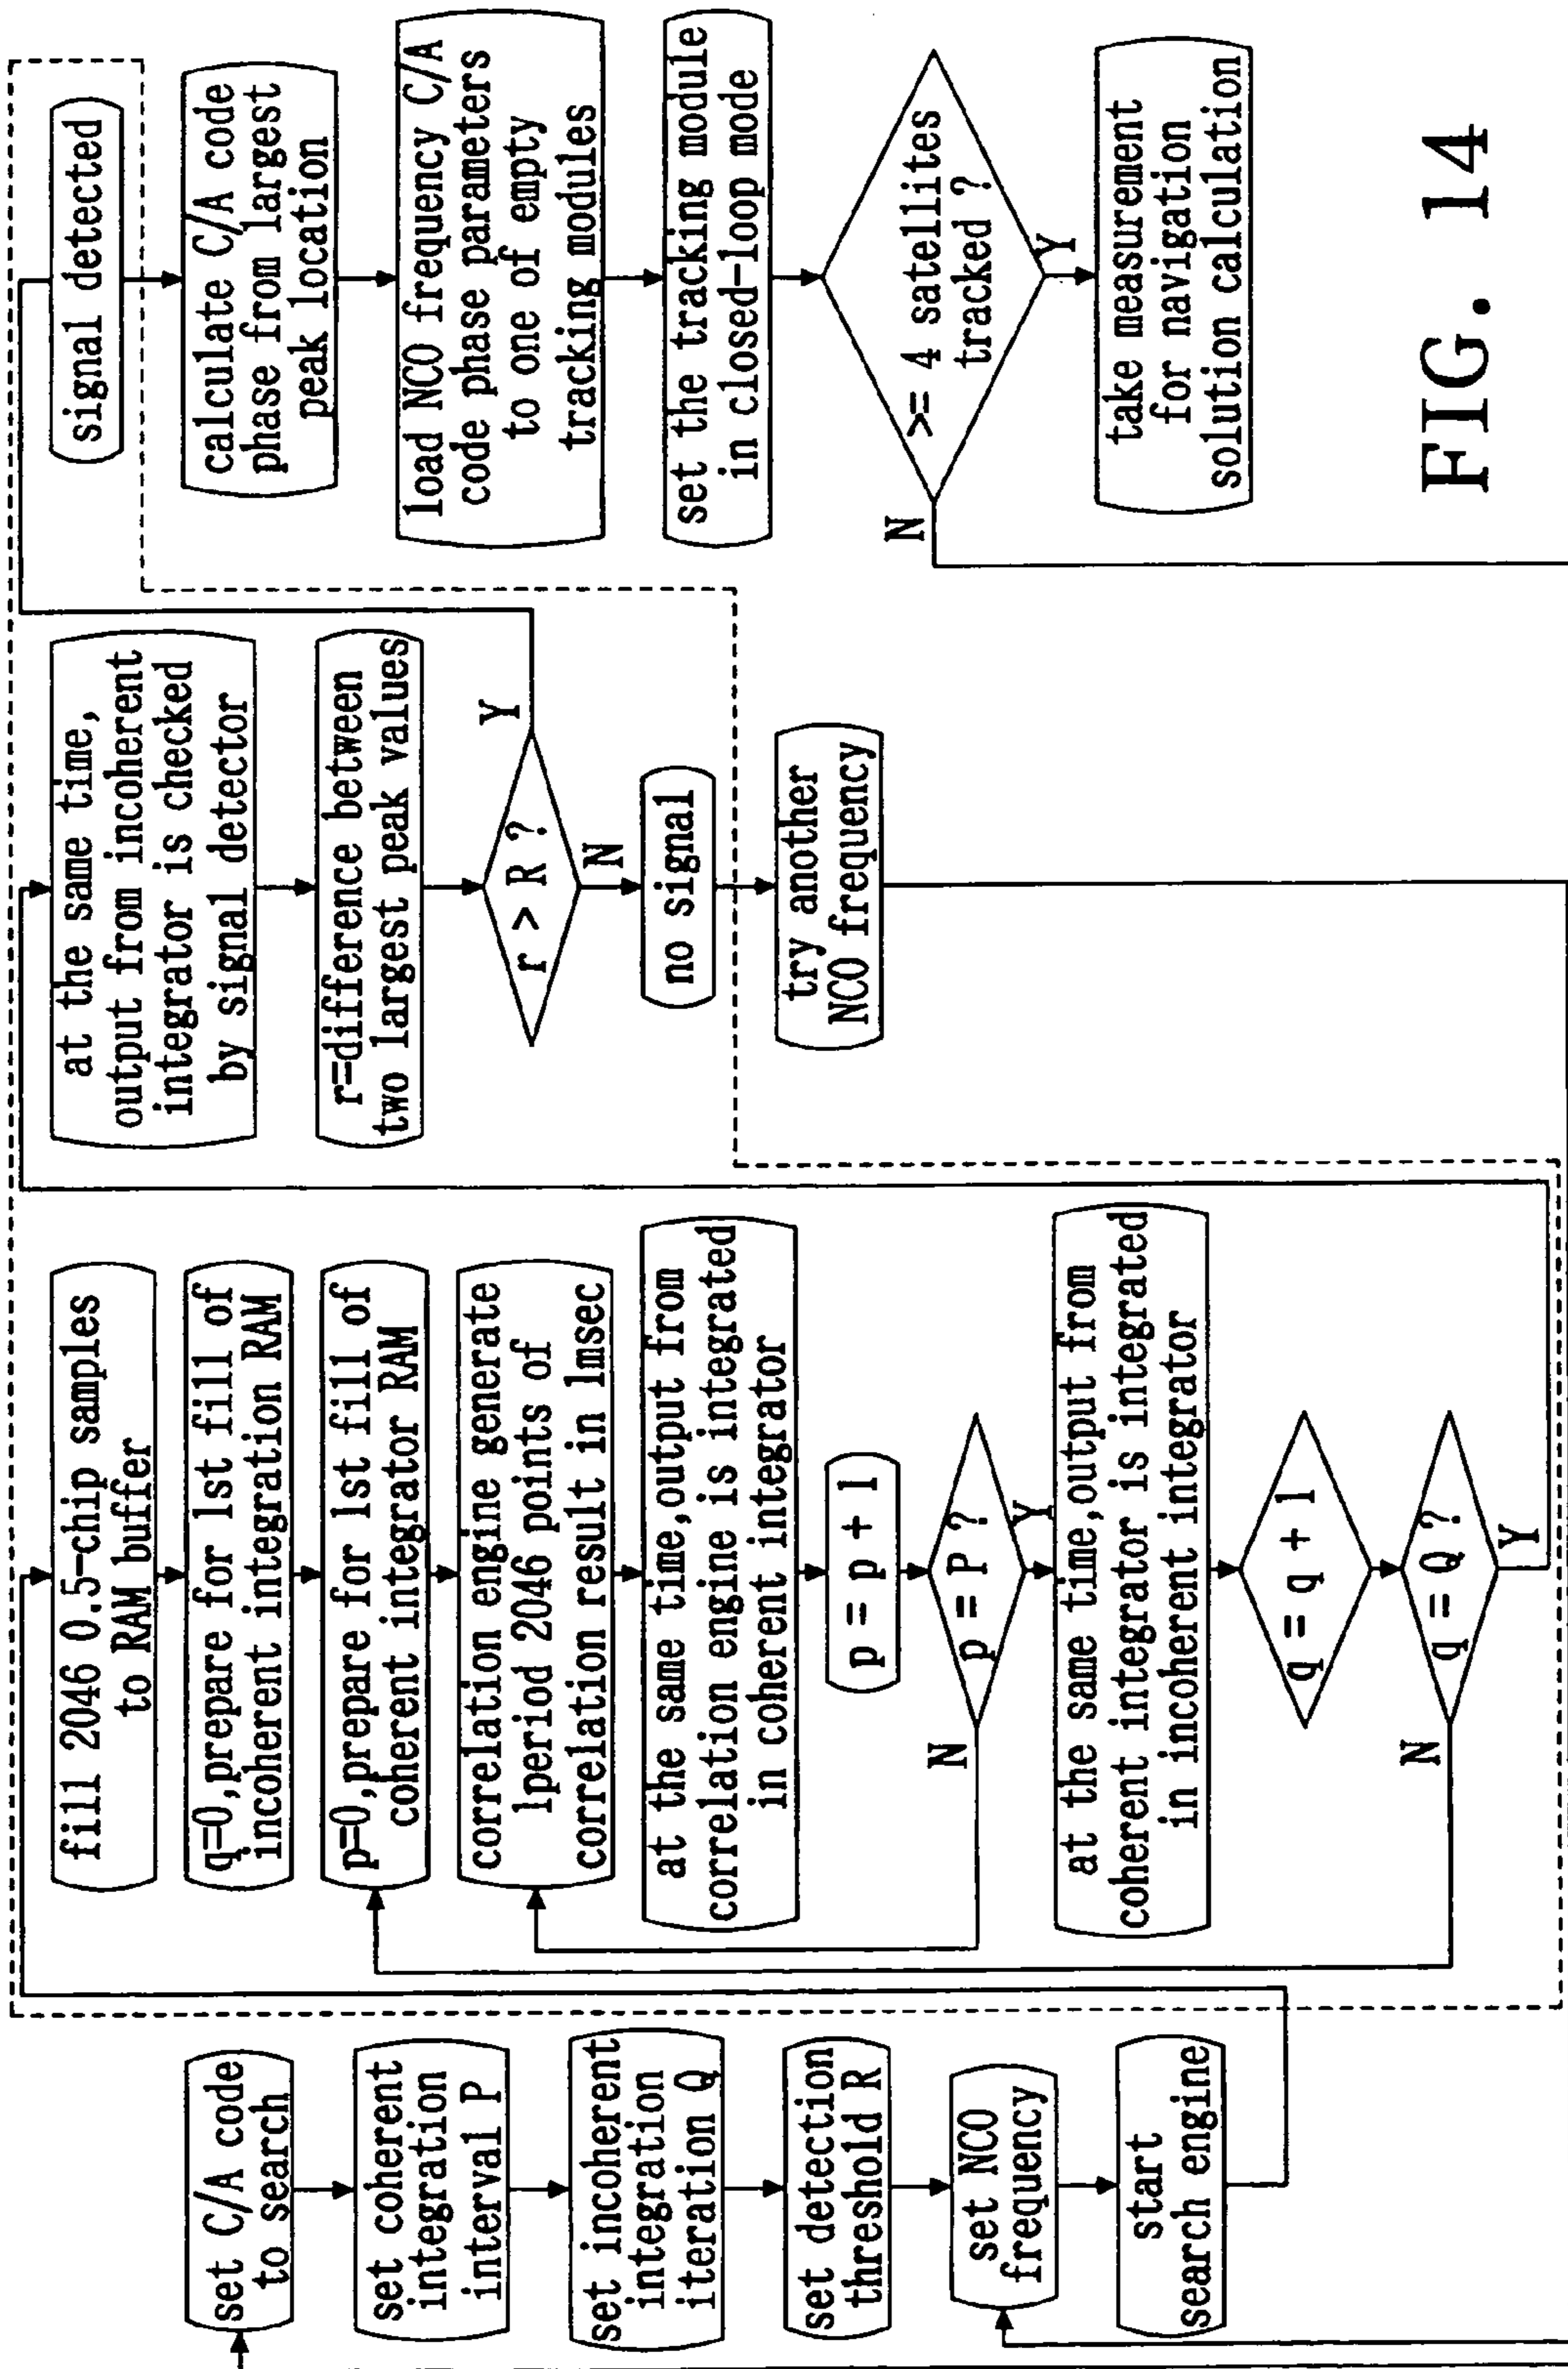 set C/A code
to search
set coherent
integration
interval P
set incoherent
integration
iteration Q
set detection
threshold R
set NCO
frequency
start
search engine
fill 2046 0.5-chip samples
to RAM buffer
q=0,prepare for 1st fill of
incoherent integration RAM
p=0,prepare for 1st fill of
coherent integrator RAM
correlation engine generate
1period 2046 points of
correlation result in 1msec
at the same time,output from
correlation engine is integrated
in coherent integrator
p = p + 1
p = P ?
N
Y
at the same time,output from
coherent integrator is integrated
in incoherent integrator
q = q + 1
q = Q ?
N
Y
at the same time,
output from incoherent
integrator is checked
by signal detector
r=difference between
two largest peak values
r > R ?
Y
N
no signal
try another
NCO frequency
signal detected
calculate C/A code
phase from largest
peak location
load NCO frequency C/A
code phase parameters
to one of empty
tracking modules
set the tracking module
in closed-loop mode
>= 4 satellites
tracked ?
N
Y
take measurement
for navigation
solution calculation
FIG. 14